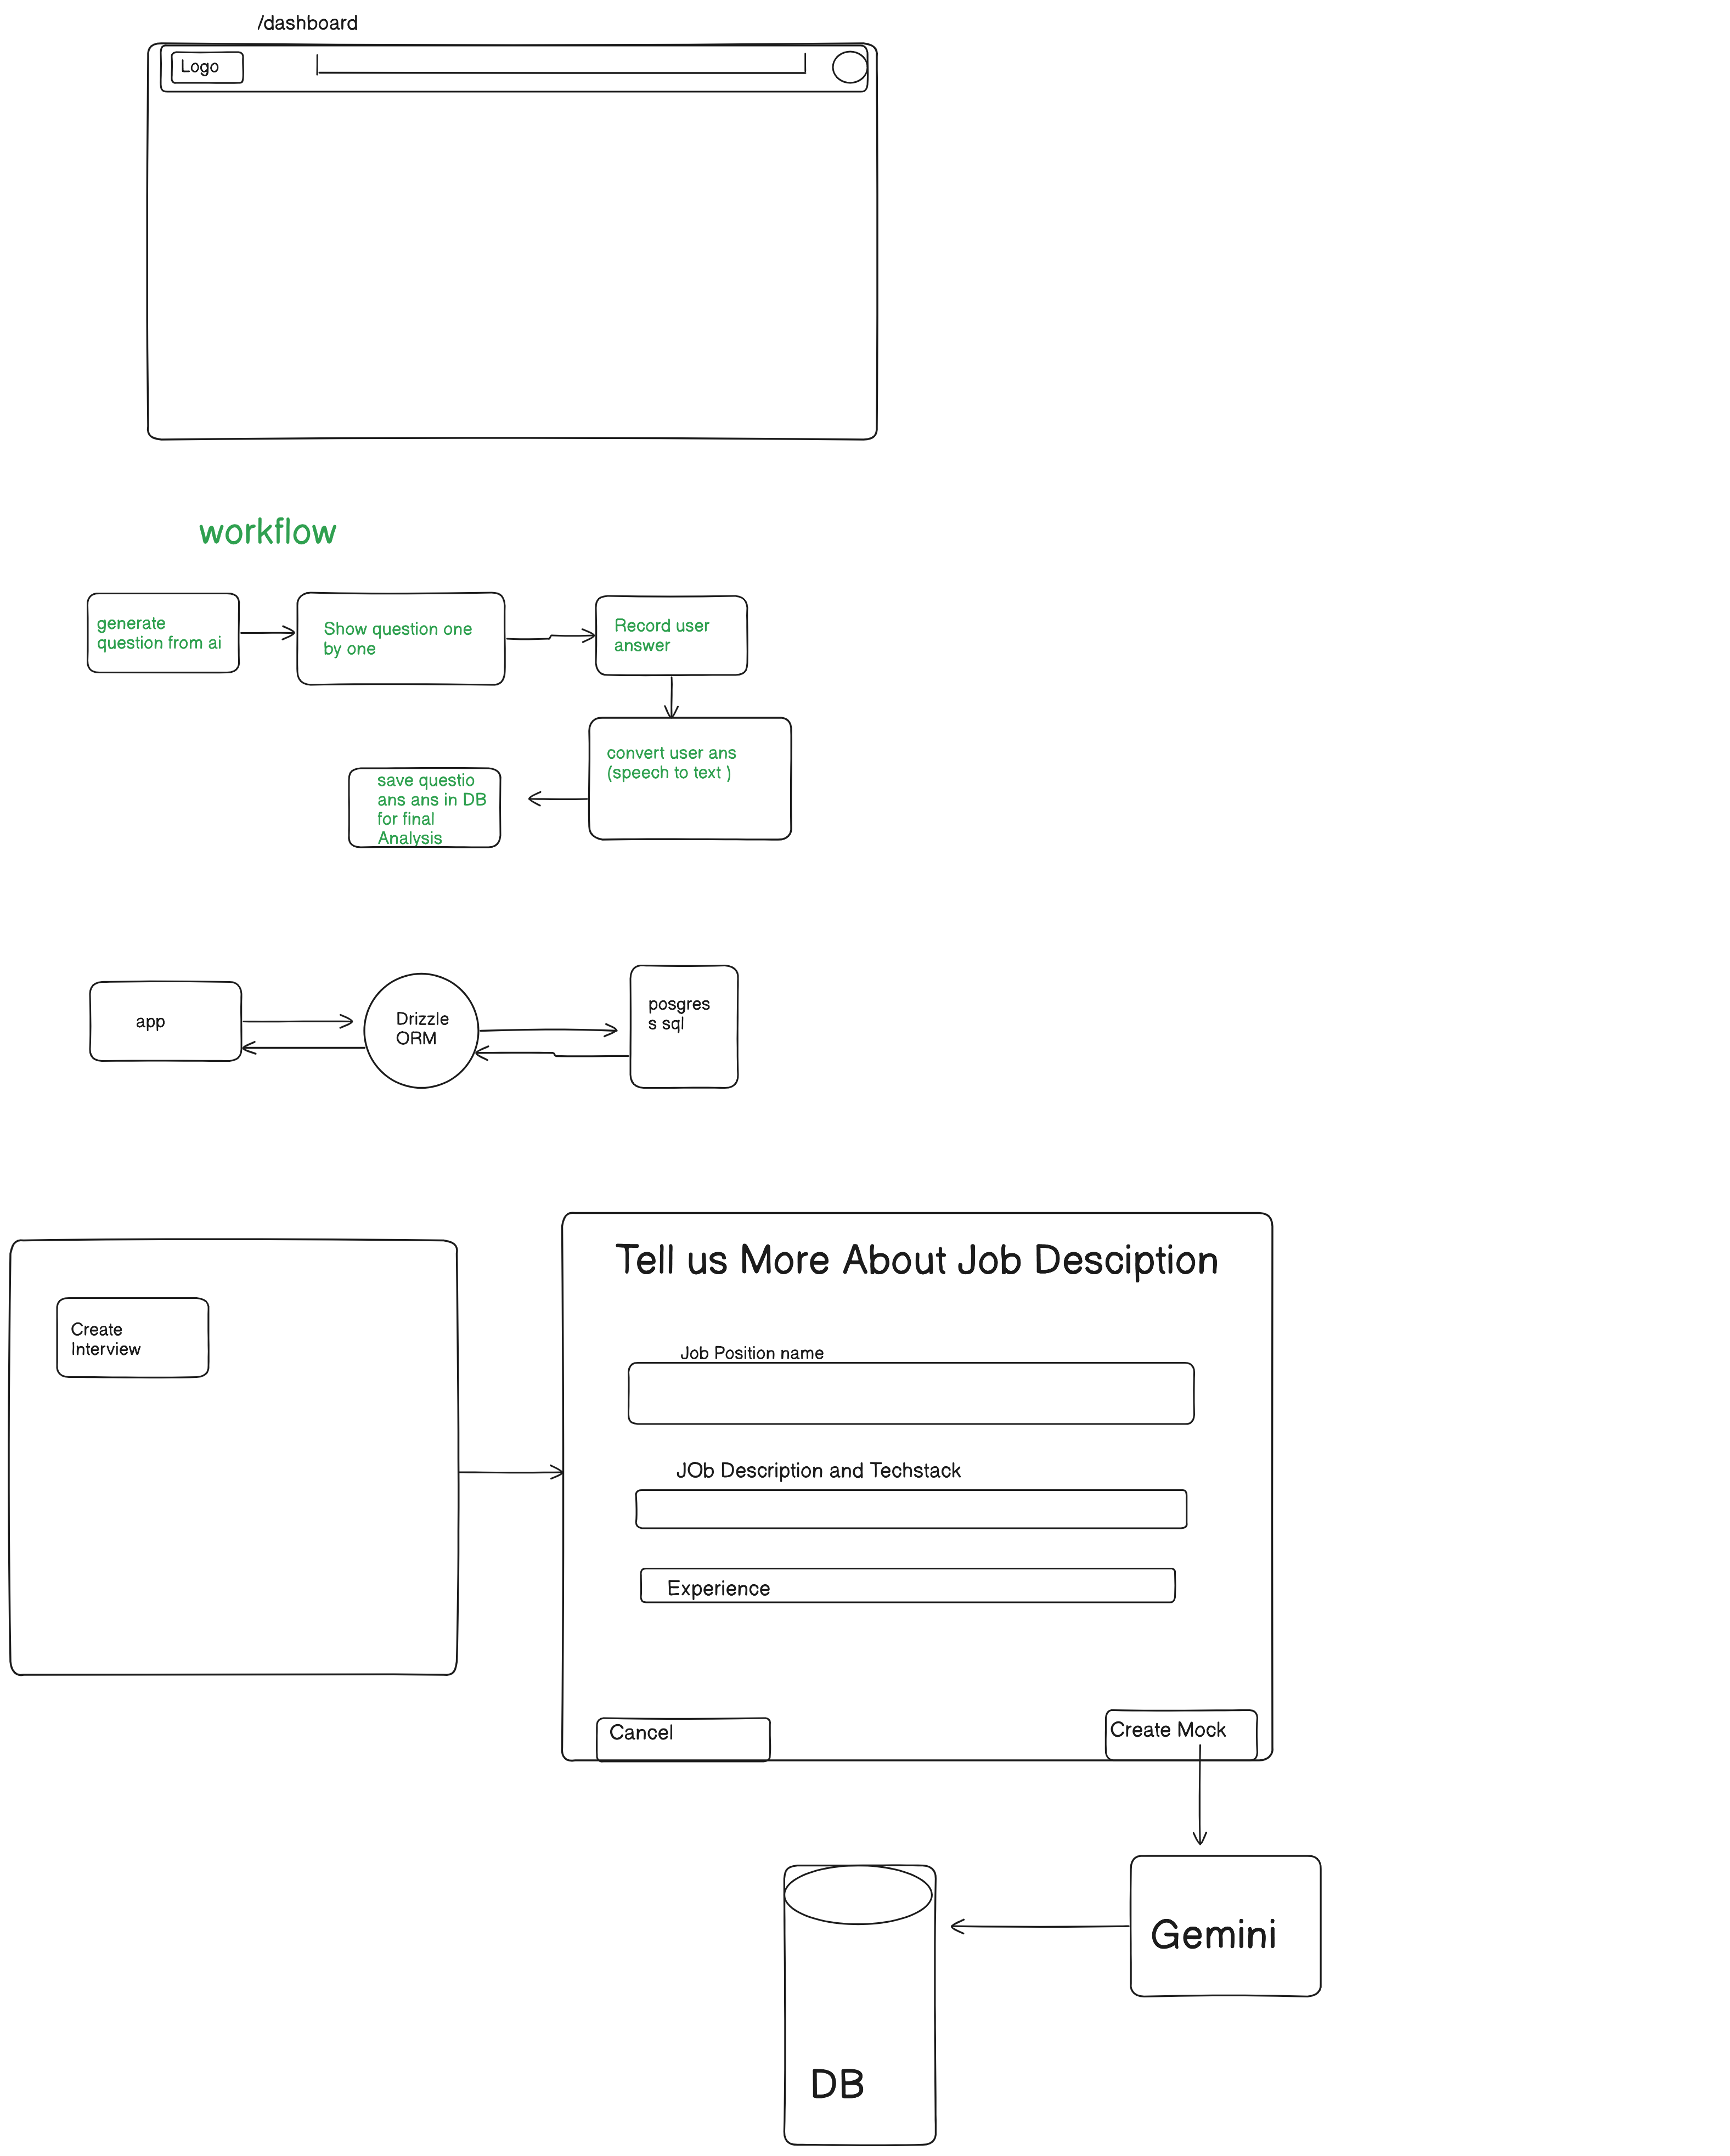 /dashboard
Logo
workflow
generate
question from ai
Show question one
by one
Record user
answer
convert user ans
(speech to text )
save questio
ans ans in DB
for final
Analysis
app
Drizzle
ORM
posgres
s sql
Create
Interview
Tell us More About Job Desciption
Job Position name
JOb Description and Techstack
Experience
Cancel
Create Mock
Gemini
DB